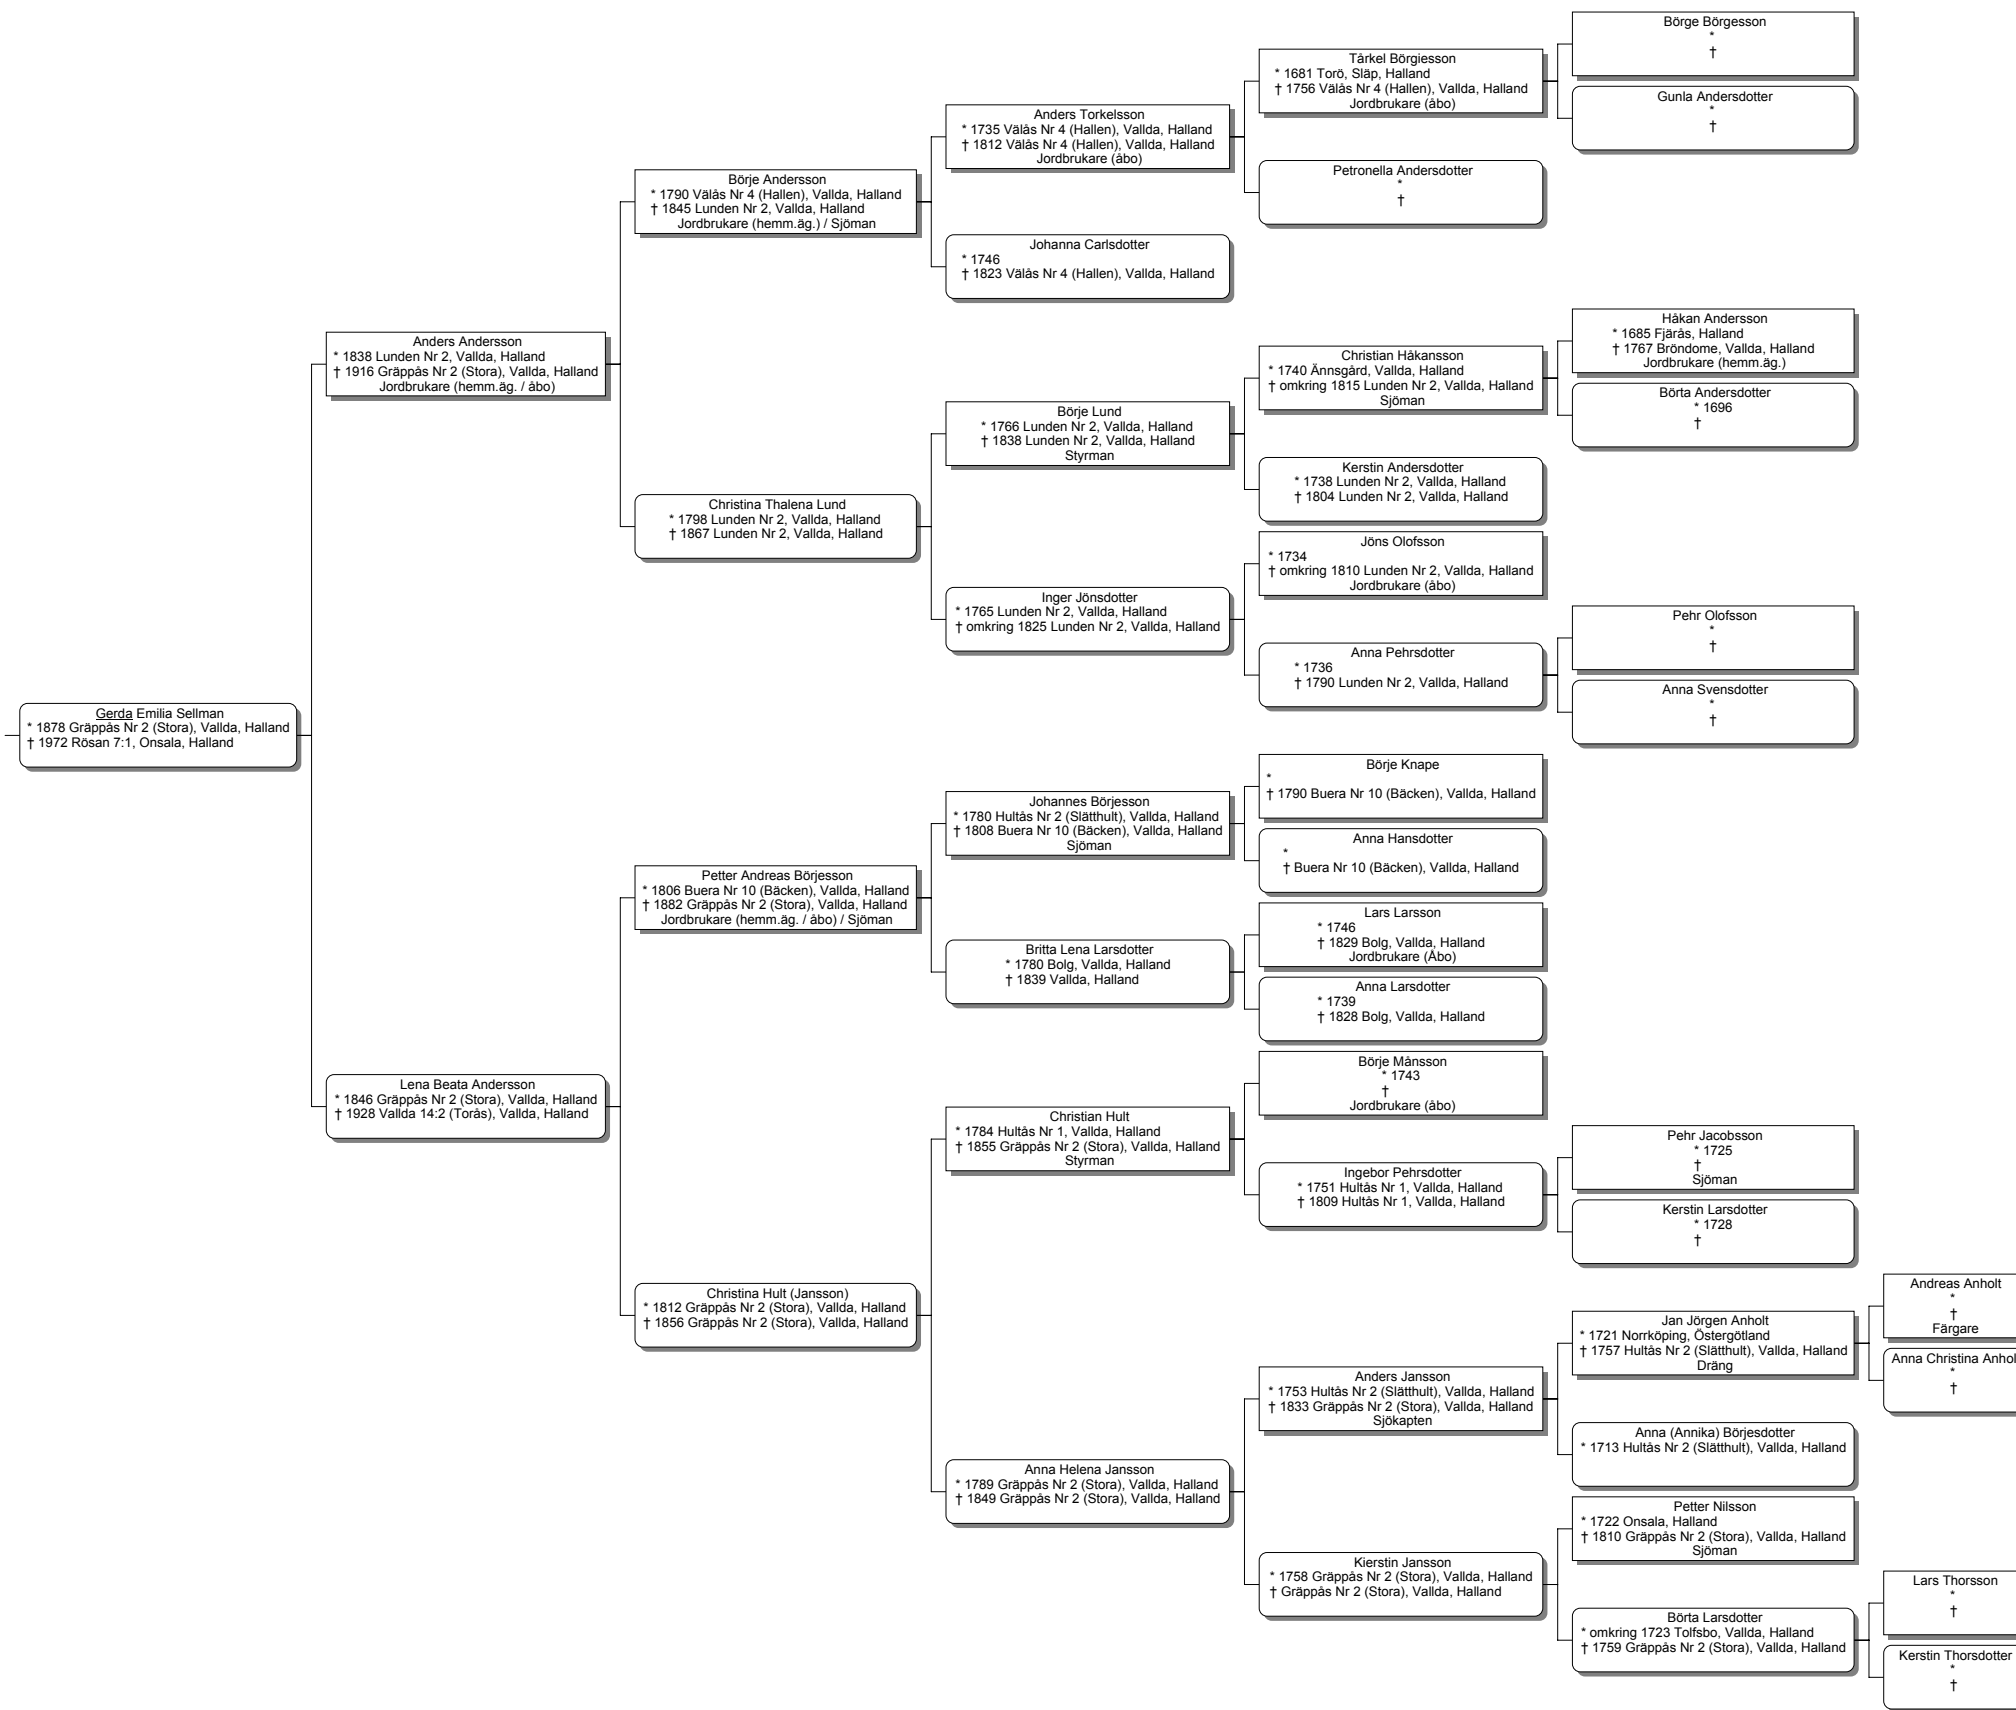 Börge Börgesson
*
†
Tårkel Börgiesson
* 1681 Torö, Släp, Halland
† 1756 Välås Nr 4 (Hallen), Vallda, Halland
Jordbrukare (åbo)
Gunla Andersdotter
*
†
Anders Torkelsson
* 1735 Välås Nr 4 (Hallen), Vallda, Halland
† 1812 Välås Nr 4 (Hallen), Vallda, Halland
Jordbrukare (åbo)
Petronella Andersdotter
*
†
Börje Andersson
* 1790 Välås Nr 4 (Hallen), Vallda, Halland
† 1845 Lunden Nr 2, Vallda, Halland
Jordbrukare (hemm.äg.) / Sjöman
Johanna Carlsdotter
* 1746
† 1823 Välås Nr 4 (Hallen), Vallda, Halland
Anders Andersson
* 1838 Lunden Nr 2, Vallda, Halland
† 1916 Gräppås Nr 2 (Stora), Vallda, Halland
Jordbrukare (hemm.äg. / åbo)
Håkan Andersson
* 1685 Fjärås, Halland
† 1767 Bröndome, Vallda, Halland
Jordbrukare (hemm.äg.)
Christian Håkansson
* 1740 Ännsgård, Vallda, Halland
† omkring 1815 Lunden Nr 2, Vallda, Halland
Sjöman
Börta Andersdotter
* 1696
†
Börje Lund
* 1766 Lunden Nr 2, Vallda, Halland
† 1838 Lunden Nr 2, Vallda, Halland
Styrman
Kerstin Andersdotter
* 1738 Lunden Nr 2, Vallda, Halland
† 1804 Lunden Nr 2, Vallda, Halland
Christina Thalena Lund
* 1798 Lunden Nr 2, Vallda, Halland
† 1867 Lunden Nr 2, Vallda, Halland
Jöns Olofsson
* 1734
† omkring 1810 Lunden Nr 2, Vallda, Halland
Jordbrukare (åbo)
Inger Jönsdotter
* 1765 Lunden Nr 2, Vallda, Halland
† omkring 1825 Lunden Nr 2, Vallda, Halland
Pehr Olofsson
*
†
Anna Pehrsdotter
* 1736
† 1790 Lunden Nr 2, Vallda, Halland
Anna Svensdotter
*
†
Gerda Emilia Sellman
* 1878 Gräppås Nr 2 (Stora), Vallda, Halland
† 1972 Rösan 7:1, Onsala, Halland
Börje Knape
*
† 1790 Buera Nr 10 (Bäcken), Vallda, Halland
Johannes Börjesson
* 1780 Hultås Nr 2 (Slätthult), Vallda, Halland
† 1808 Buera Nr 10 (Bäcken), Vallda, Halland
Sjöman
Anna Hansdotter
*
† Buera Nr 10 (Bäcken), Vallda, Halland
Petter Andreas Börjesson
* 1806 Buera Nr 10 (Bäcken), Vallda, Halland
† 1882 Gräppås Nr 2 (Stora), Vallda, Halland
Jordbrukare (hemm.äg. / åbo) / Sjöman
Lars Larsson
* 1746
† 1829 Bolg, Vallda, Halland
Jordbrukare (Åbo)
Britta Lena Larsdotter
* 1780 Bolg, Vallda, Halland
† 1839 Vallda, Halland
Anna Larsdotter
* 1739
† 1828 Bolg, Vallda, Halland
Lena Beata Andersson
* 1846 Gräppås Nr 2 (Stora), Vallda, Halland
† 1928 Vallda 14:2 (Torås), Vallda, Halland
Börje Månsson
* 1743
†
Jordbrukare (åbo)
Christian Hult
* 1784 Hultås Nr 1, Vallda, Halland
† 1855 Gräppås Nr 2 (Stora), Vallda, Halland
Styrman
Pehr Jacobsson
* 1725
†
Sjöman
Ingebor Pehrsdotter
* 1751 Hultås Nr 1, Vallda, Halland
† 1809 Hultås Nr 1, Vallda, Halland
Kerstin Larsdotter
* 1728
†
Christina Hult (Jansson)
* 1812 Gräppås Nr 2 (Stora), Vallda, Halland
† 1856 Gräppås Nr 2 (Stora), Vallda, Halland
Andreas Anholt
*
†
Färgare
Jan Jörgen Anholt
* 1721 Norrköping, Östergötland
† 1757 Hultås Nr 2 (Slätthult), Vallda, Halland
Dräng
Anna Christina Anhol
*
†
Anders Jansson
* 1753 Hultås Nr 2 (Slätthult), Vallda, Halland
† 1833 Gräppås Nr 2 (Stora), Vallda, Halland
Sjökapten
Anna (Annika) Börjesdotter
* 1713 Hultås Nr 2 (Slätthult), Vallda, Halland
Anna Helena Jansson
* 1789 Gräppås Nr 2 (Stora), Vallda, Halland
† 1849 Gräppås Nr 2 (Stora), Vallda, Halland
Petter Nilsson
* 1722 Onsala, Halland
† 1810 Gräppås Nr 2 (Stora), Vallda, Halland
Sjöman
Kierstin Jansson
* 1758 Gräppås Nr 2 (Stora), Vallda, Halland
† Gräppås Nr 2 (Stora), Vallda, Halland
Lars Thorsson
*
†
Börta Larsdotter
* omkring 1723 Tolfsbo, Vallda, Halland
† 1759 Gräppås Nr 2 (Stora), Vallda, Halland
Kerstin Thorsdotter
*
†